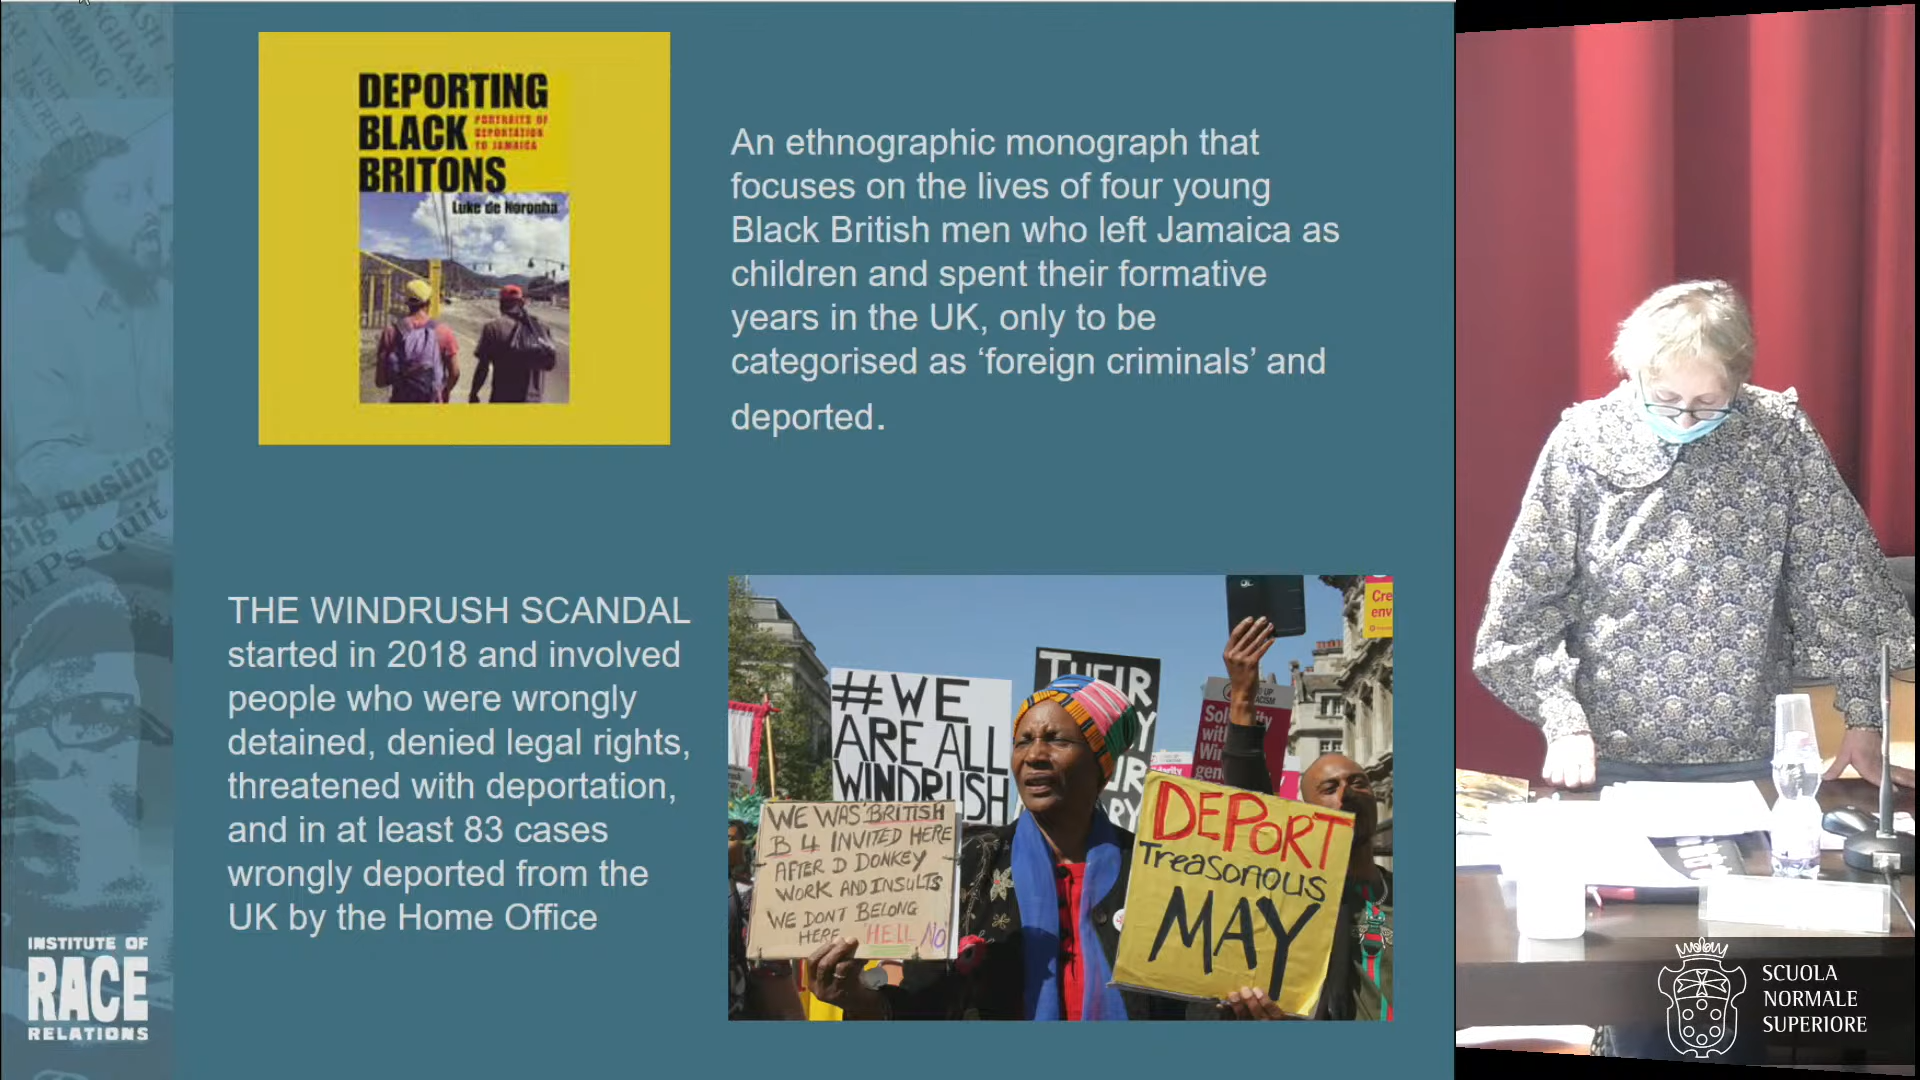 DEPORTING
BLACK
PORTRAITS OF
DEPORTATION
TO JAMAICA
BRITONS
Luke de Noronha
An ethnographic monograph that
focuses on the lives of four young
Black British men who left Jamaica as
children and spent their formative
years in the UK, only to be
categorised as ‘foreign criminals’ and
deported.
Big Business
MPs quit
THE WINDRUSH SCANDAL
started in 2018 and involved
people who were wrongly
detained, denied legal rights,
threatened with deportation,
and in at least 83 cases
wrongly deported from the
UK by the Home Office
#WE
ARE ALL
WINDRUSH
THEIR
WE WAS BRITISH
B 4 INVITED HERE
AFTER D DONKEY
WORK AND INSULTS
WE DONT BELONG
HERE HELL NO
DEPORT
Treasonous
MAY
INSTITUTE OF
RACE
RELATIONS
SCUOLA
NORMALE
SUPERIORE